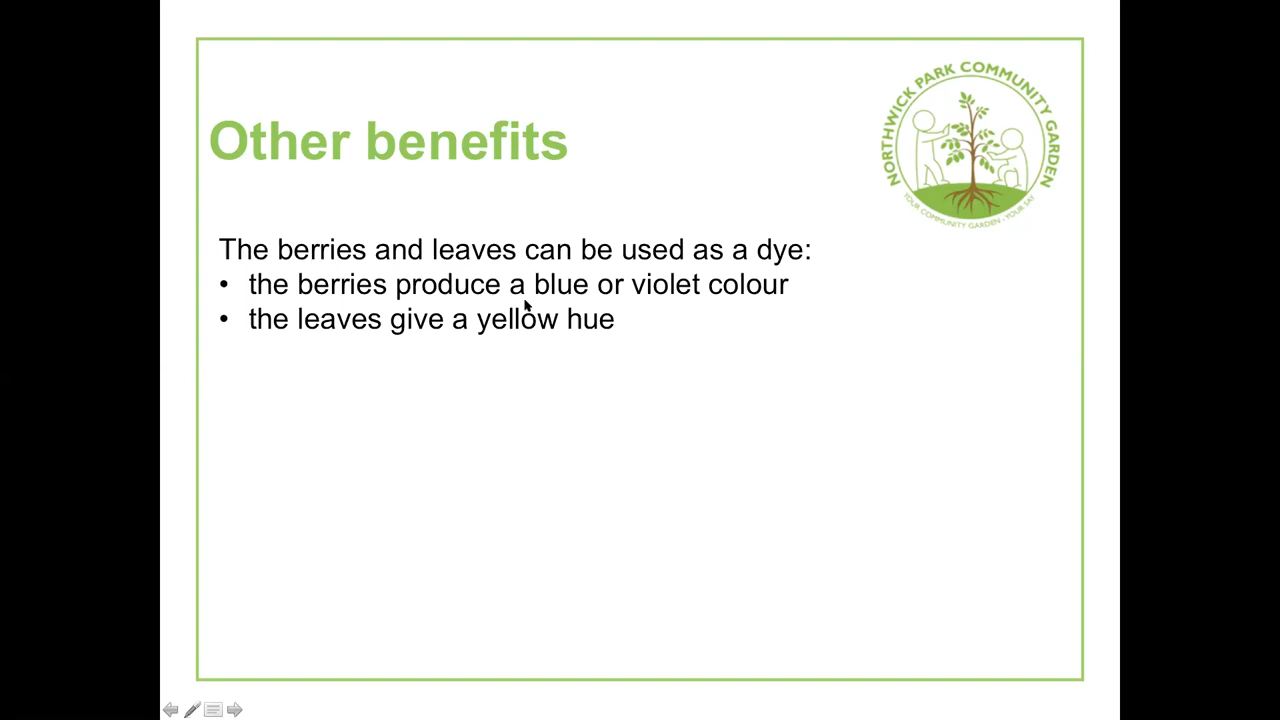 NORTHWICK PARK COMMUNITY GARDEN
YOUR COMMUNITY GARDEN - YOUR SAY
Other benefits
The berries and leaves can be used as a dye:
• the berries produce a blue or violet colour
• the leaves give a yellow hue